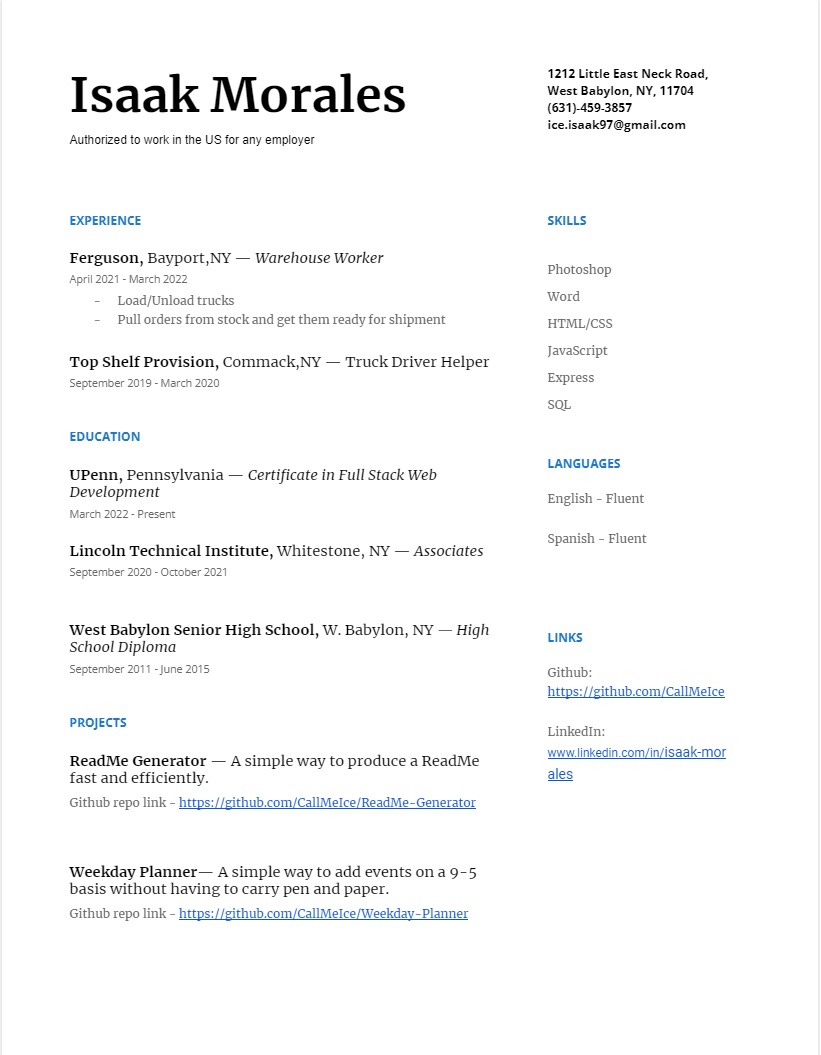 Isaak Morales
Authorized to work in the US for any employer
1212 Little East Neck Road,
West Babylon, NY, 11704
(631)-459-3857
ice.isaak97@gmail.com
EXPERIENCE
Ferguson, Bayport,NY — Warehouse Worker
April 2021 - March 2022
- Load/Unload trucks
- Pull orders from stock and get them ready for shipment
Top Shelf Provision, Commack,NY — Truck Driver Helper
September 2019 - March 2020
EDUCATION
UPenn, Pennsylvania — Certificate in Full Stack Web
Development
March 2022 - Present
Lincoln Technical Institute, Whitestone, NY — Associates
September 2020 - October 2021
West Babylon Senior High School, W. Babylon, NY — High
School Diploma
September 2011 - June 2015
PROJECTS
ReadMe Generator — A simple way to produce a ReadMe
fast and efficiently.
Github repo link - https://github.com/CallMeIce/ReadMe-Generator
Weekday Planner— A simple way to add events on a 9-5
basis without having to carry pen and paper.
Github repo link - https://github.com/CallMeIce/Weekday-Planner
SKILLS
Photoshop
Word
HTML/CSS
JavaScript
Express
SQL
LANGUAGES
English - Fluent
Spanish - Fluent
LINKS
Github:
https://github.com/CallMeIce
LinkedIn:
www.linkedin.com/in/isaak-mor
ales